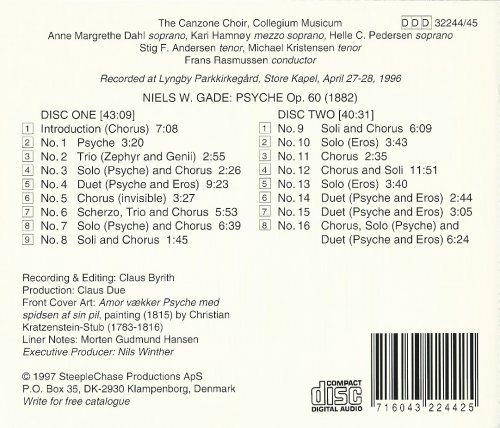 The Canzone Choir, Collegium Musicum
D D D 32244/45
Anne Margrethe Dahl soprano, Kari Hamnøy mezzo soprano, Helle C. Pedersen soprano
Stig F. Andersen tenor, Michael Kristensen tenor
Frans Rasmussen conductor
Recorded at Lyngby Parkkirkegård, Store Kapel, April 27-28, 1996
NIELS W. GADE: PSYCHE Op. 60 (1882)
DISC ONE [43:09]
1 Introduction (Chorus) 7:08
2 No. 1 Psyche 3:20
3 No. 2 Trio (Zephyr and Genii) 2:55
4 No. 3 Solo (Psyche) and Chorus 2:26
5 No. 4 Duet (Psyche and Eros) 9:23
6 No. 5 Chorus (invisible) 3:27
7 No. 6 Scherzo, Trio and Chorus 5:53
8 No. 7 Solo (Psyche) and Chorus 6:39
9 No. 8 Soli and Chorus 1:45
DISC TWO [40:31]
1 No. 9 Soli and Chorus 6:09
2 No. 10 Solo (Eros) 3:43
3 No. 11 Chorus 2:35
4 No. 12 Chorus and Soli 11:51
5 No. 13 Solo (Eros) 3:40
6 No. 14 Duet (Psyche and Eros) 2:44
7 No. 15 Duet (Psyche and Eros) 3:05
8 No. 16 Chorus, Solo (Psyche) and
Duet (Psyche and Eros) 6:24
Recording & Editing: Claus Byrith
Production: Claus Due
Front Cover Art: Amor vækker Psyche med
spidsen af sin pil, painting (1815) by Christian
Kratzenstein-Stub (1783-1816)
Liner Notes: Morten Gudmund Hansen
Executive Producer: Nils Winther
© 1997 SteepleChase Productions ApS
P.O. Box 35, DK-2930 Klampenborg, Denmark
Write for free catalogue
COMPACT
disc
DIGITAL AUDIO
716043 224425